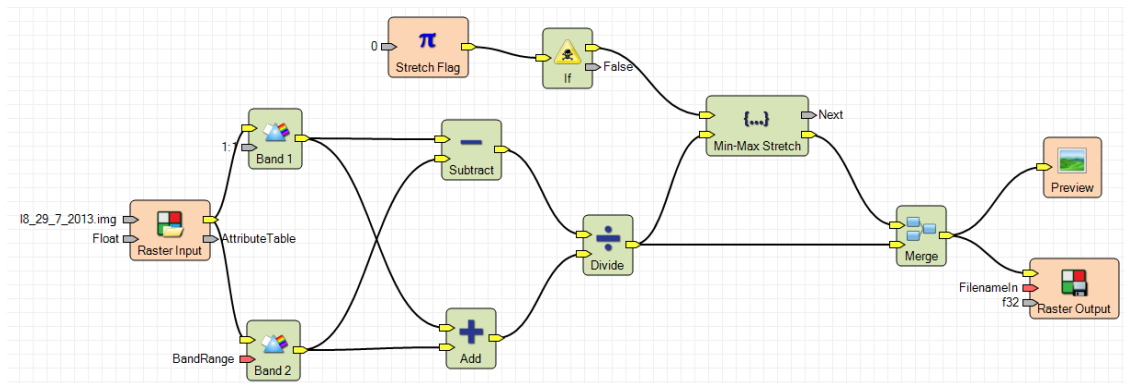 π
0
Stretch Flag
If
False
{...}
Next
Min-Max Stretch
1:1
Band 1
Subtract
Preview
l8_29_7_2013.img
Float
AttributeTable
Raster Input
Divide
Merge
FilenameIn
f32
Raster Output
BandRange
Band 2
Add